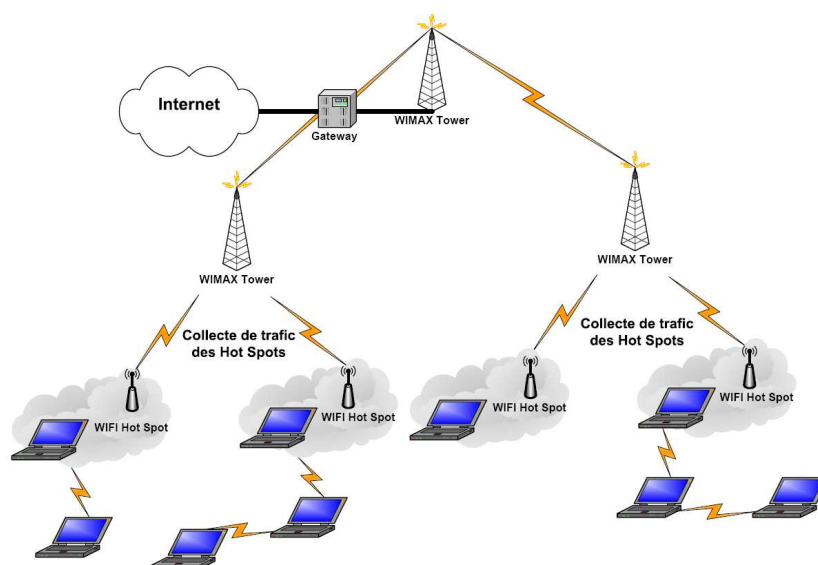 Internet
Gateway
WIMAX Tower
WIMAX Tower
WIMAX Tower
Collecte de trafic
des Hot Spots
Collecte de trafic
des Hot Spots
WIFI Hot Spot
WIFI Hot Spot
WIFI Hot Spot
WIFI Hot Spot